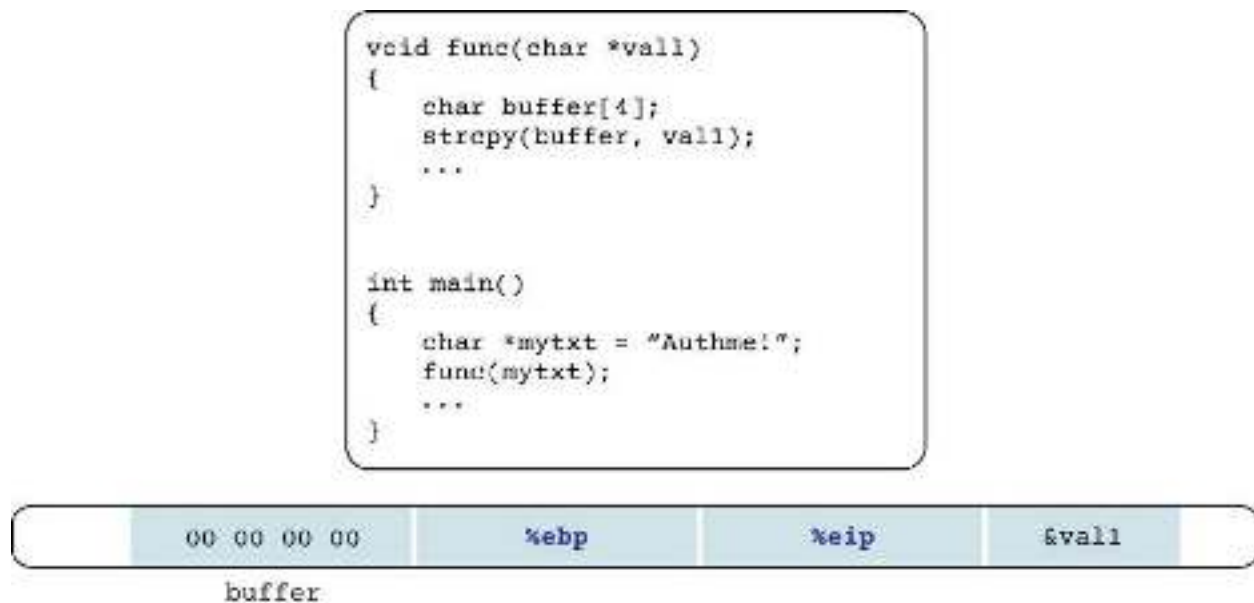 void func(char *val1)
{
char buffer[4];
strcpy(buffer, val1);
...
}
int main()
{
char *mytxt = "Authme!";
func(mytxt);
...
}
00 00 00 00 %ebp %eip &val1
buffer